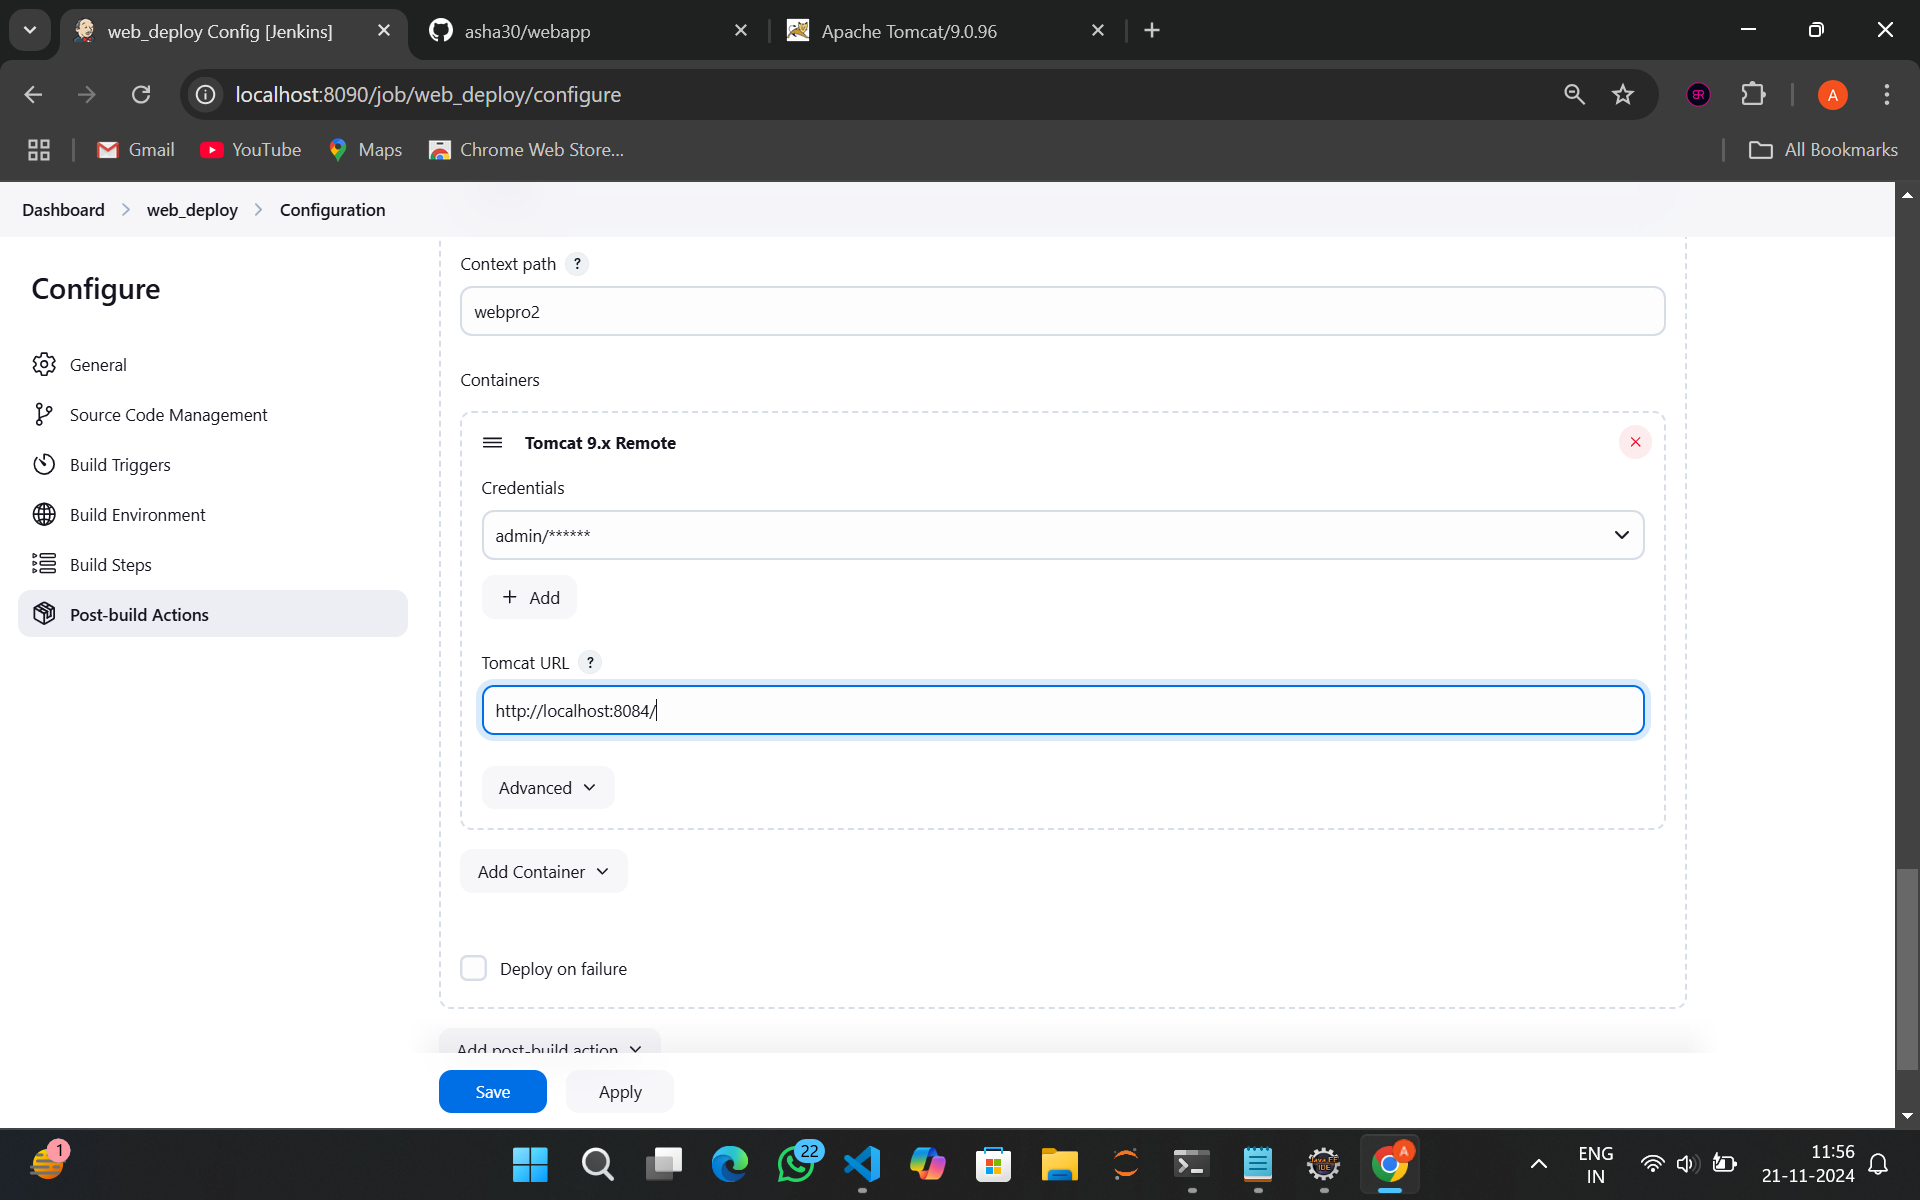 web_deploy Config [Jenkins]
asha30/webapp
Apache Tomcat/9.0.96
localhost:8090/job/web_deploy/configure
A
Gmail
YouTube
Maps
Chrome Web Store...
All Bookmarks
Dashboard
web_deploy
Configuration
Configure
General
Source Code Management
Build Triggers
Build Environment
Build Steps
Post-build Actions
Context path ?
webpro2
Containers
Tomcat 9.x Remote
Credentials
admin/******
+ Add
Tomcat URL ?
http://localhost:8084/
Advanced
Add Container
Deploy on failure
Add post-build action
Save
Apply
1
22
A
ENG
IN
11:56
21-11-2024